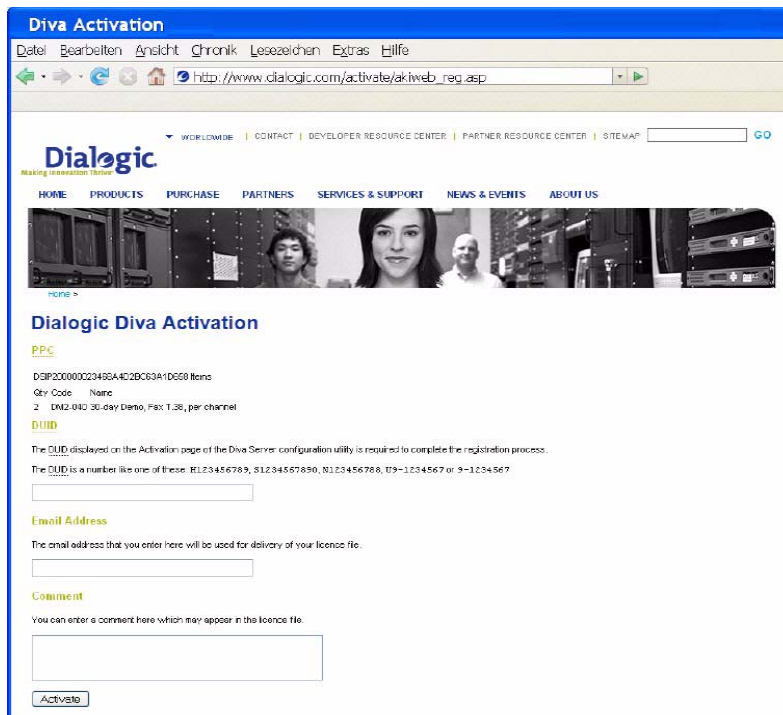 Diva Activation
Datei Bearbeiten Ansicht Chronik Lesezeichen Extras Hilfe
http://www.dialogic.com/activate/akiweb_reg.asp
WORLDWIDE | CONTACT | DEVELOPER RESOURCE CENTER | PARTNER RESOURCE CENTER | SITEMAP GO
Dialogic
Making Innovation Thrive
HOME PRODUCTS PURCHASE PARTNERS SERVICES & SUPPORT NEWS & EVENTS ABOUT US
Home >
Dialogic Diva Activation
PPC
Items
Qty Code Name
2 DM2-040 30-day Demo, Fax T.38, per channel
DUID
The DUID displayed on the Activation page of the Diva Server configuration utility is required to complete the registration process.
The DUID is a number like one of these: H123456789, S1234567890, N123456788, U9-1234567 or 9-1234567
Email Address
The email address that you enter here will be used for delivery of your licence file.
Comment
You can enter a comment here which may appear in the licence file.
Activate